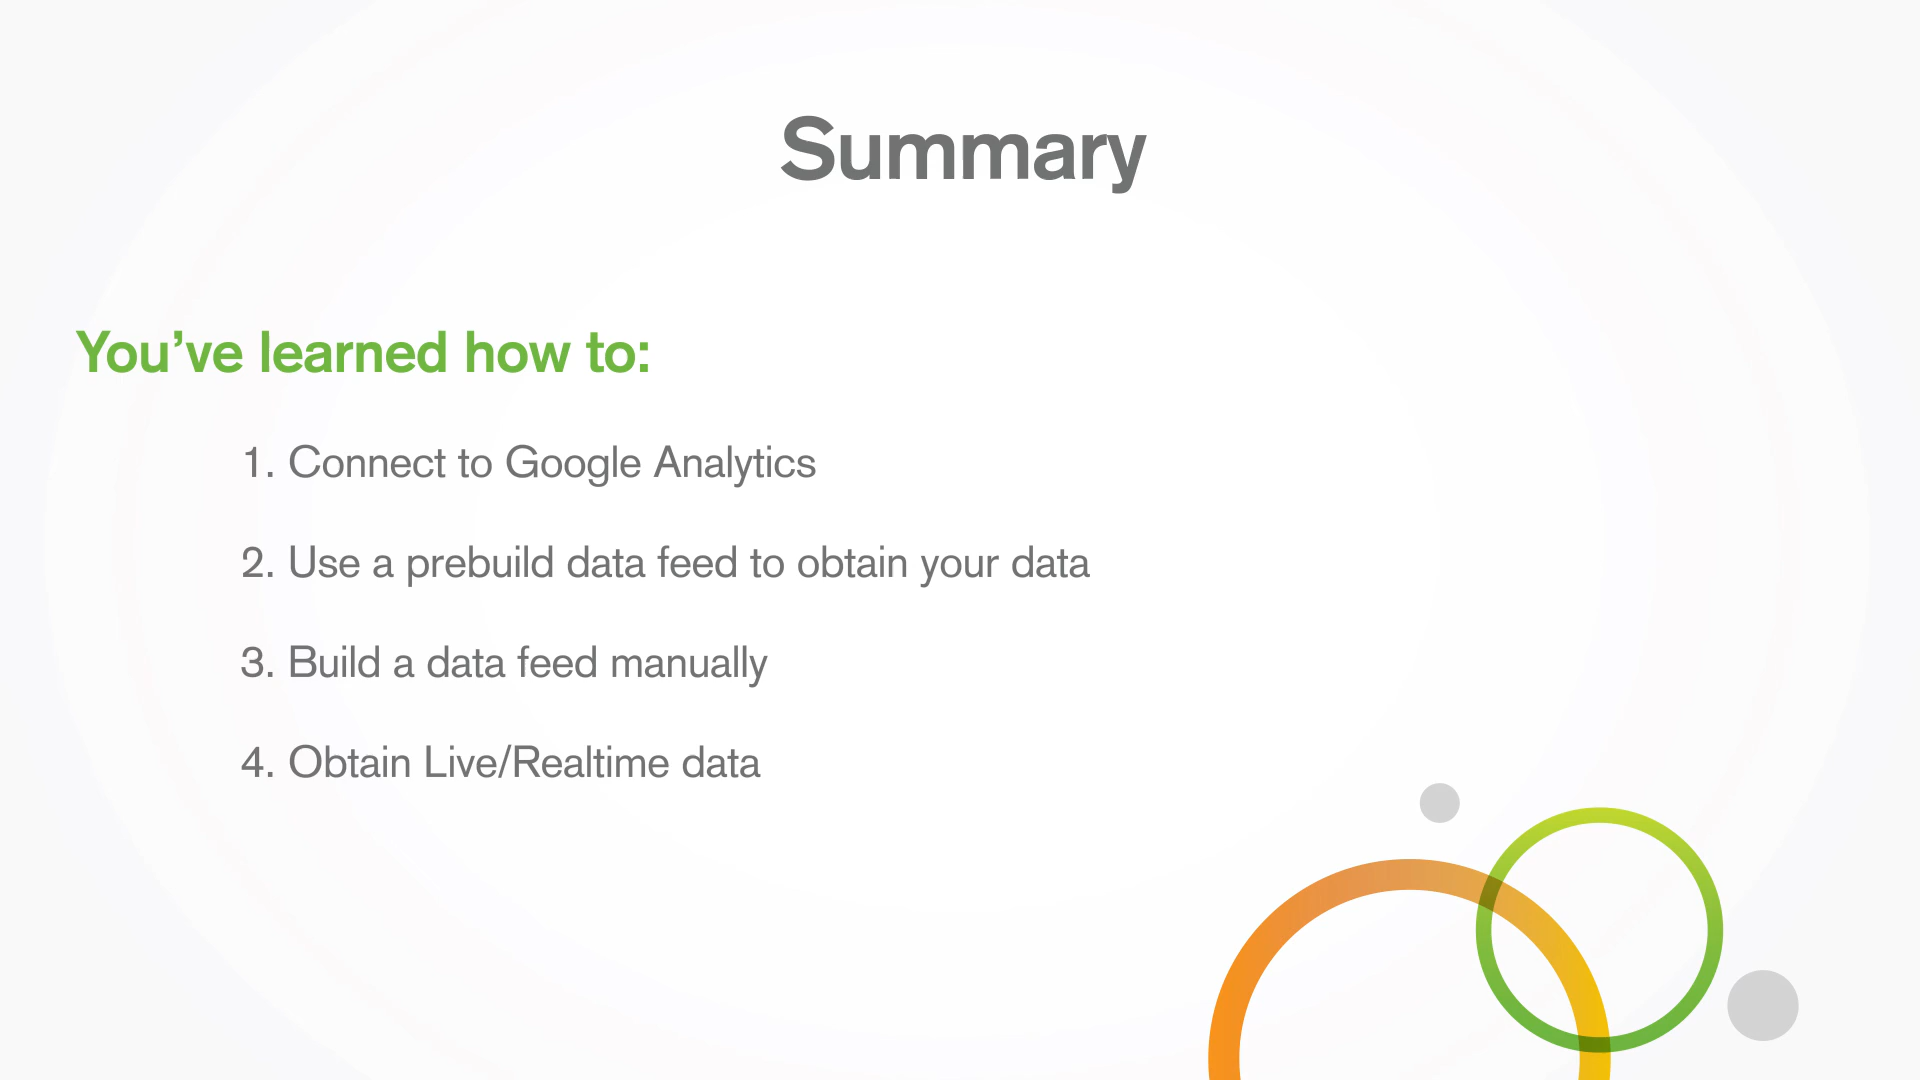 Summary
You’ve learned how to:
1. Connect to Google Analytics
2. Use a prebuild data feed to obtain your data
3. Build a data feed manually
4. Obtain Live/Realtime data